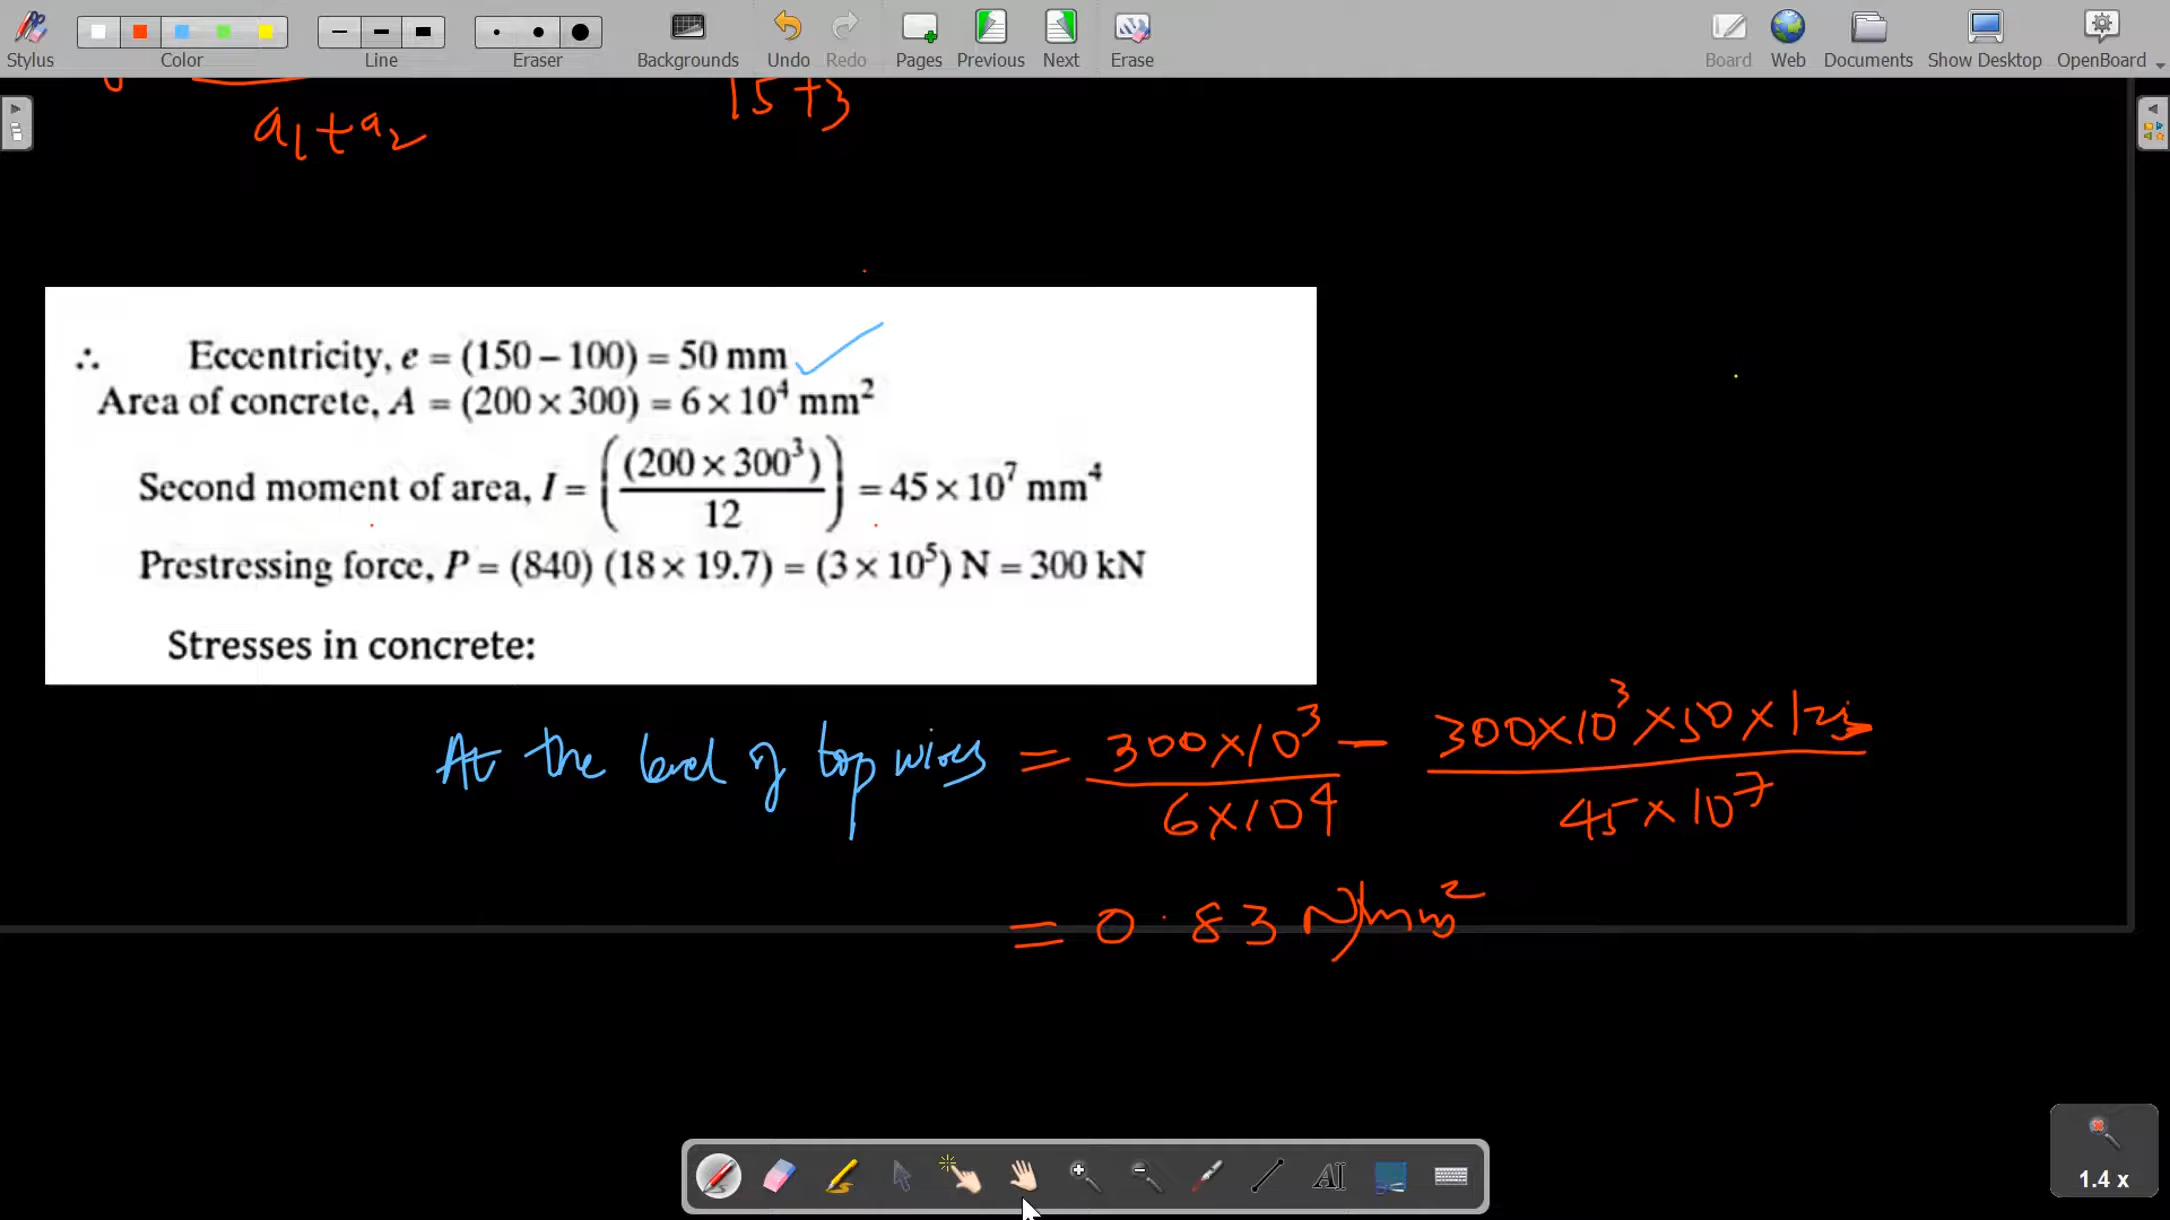 Stylus Color Line Eraser Backgrounds Undo Redo Pages Previous Next Erase Board Web Documents Show Desktop OpenBoard
a1 + a2
15 + 3
∴ Eccentricity, e = (150 – 100) = 50 mm
Area of concrete, A = (200 × 300) = 6 × 10⁴ mm²
Second moment of area, I = ((200 × 300³) / 12) = 45 × 10⁷ mm⁴
Prestressing force, P = (840) (18 × 19.7) = (3 × 10⁵) N = 300 kN
Stresses in concrete:
At the level of top wires = 300×10³ / 6×10⁴ − 300×10³×50×125 / 45×10⁷
= 0.83 N/mm²
1.4 x